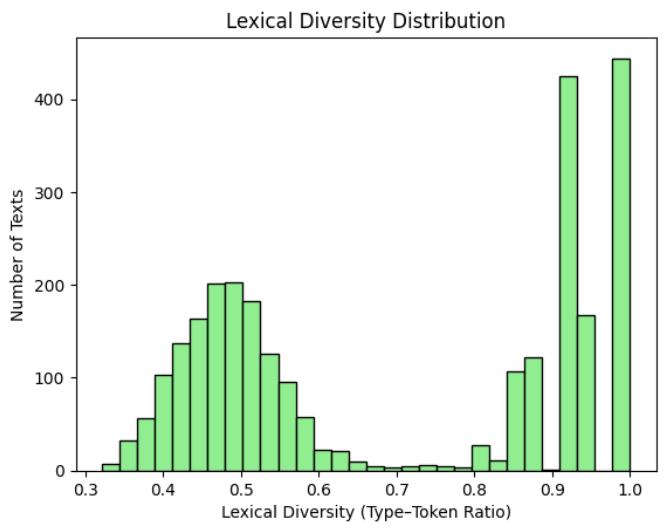 Lexical Diversity Distribution
Number of Texts
400
300
200
100
0
0.3 0.4 0.5 0.6 0.7 0.8 0.9 1.0
Lexical Diversity (Type–Token Ratio)